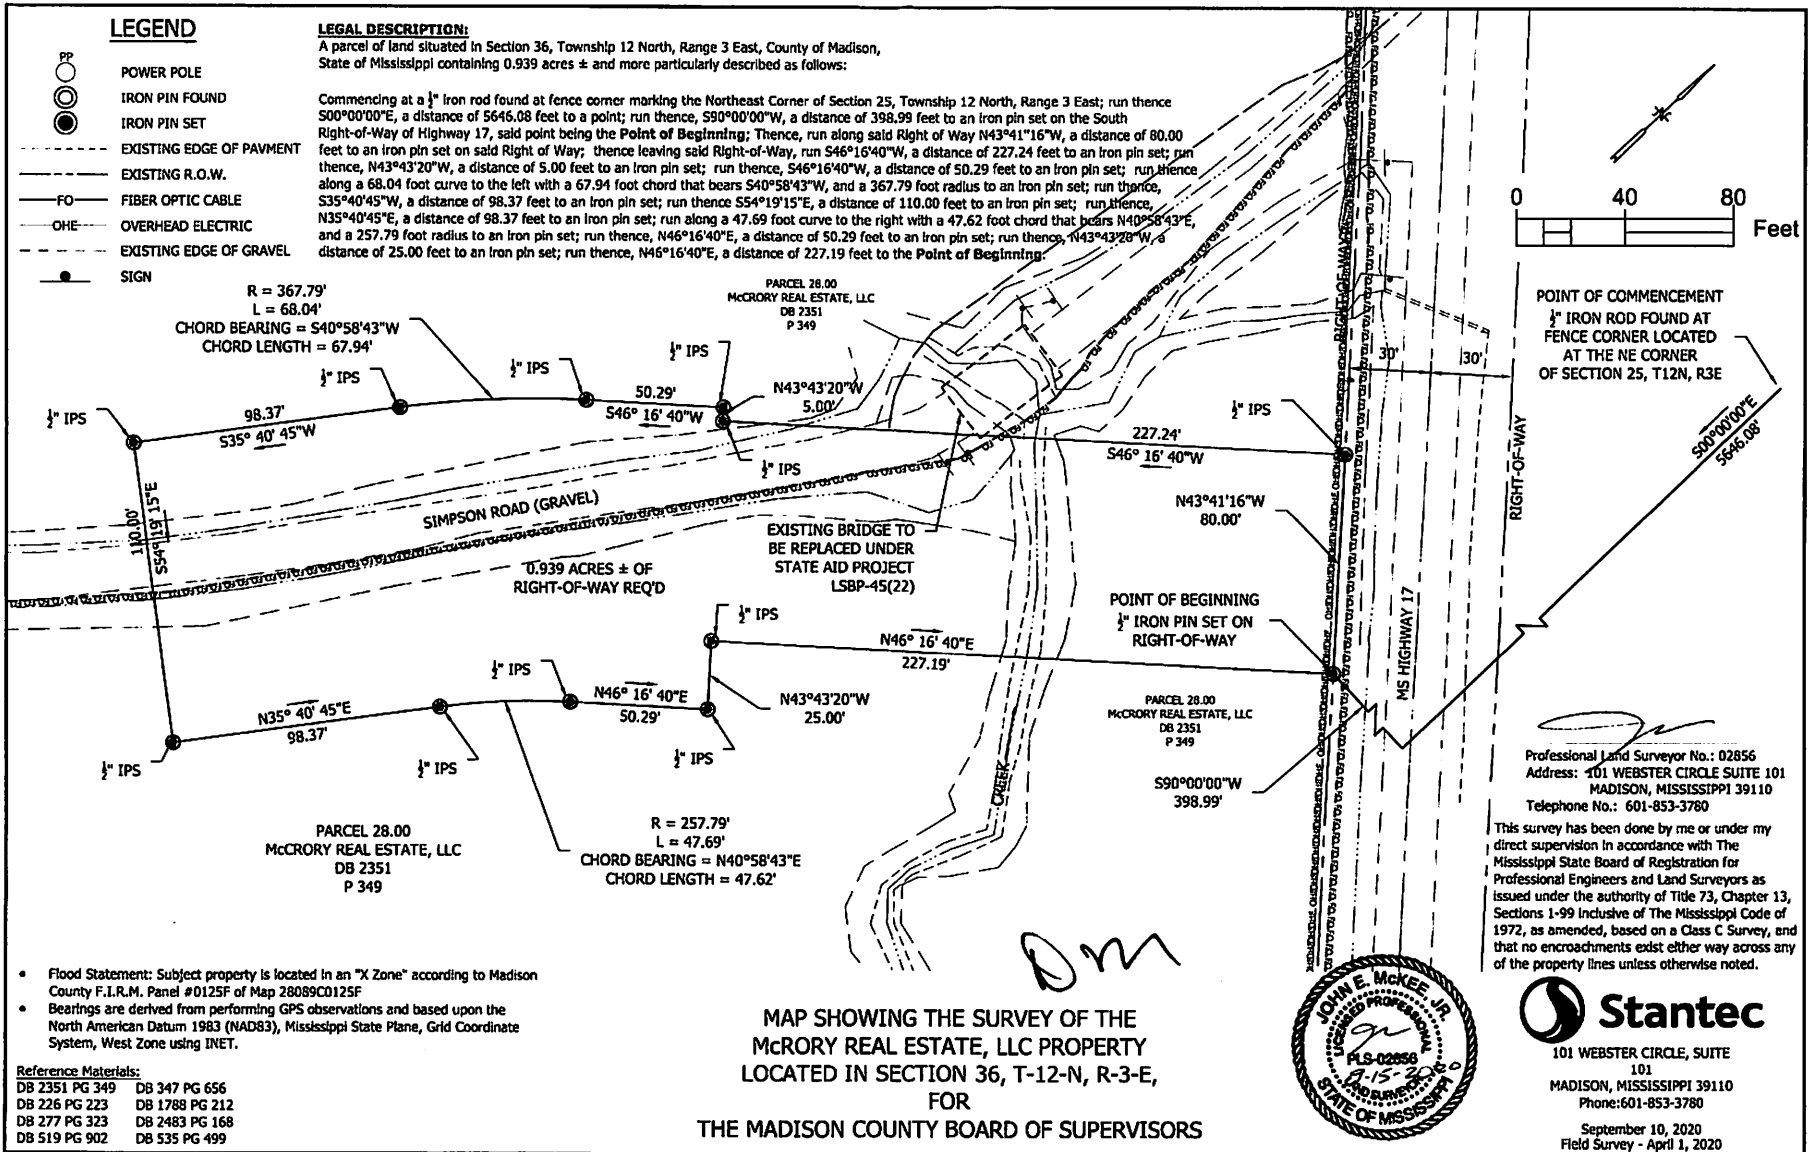 LEGEND
PP
POWER POLE
IRON PIN FOUND
IRON PIN SET
EXISTING EDGE OF PAVMENT
EXISTING R.O.W.
FO FIBER OPTIC CABLE
OHE OVERHEAD ELECTRIC
EXISTING EDGE OF GRAVEL
SIGN
LEGAL DESCRIPTION:
A parcel of land situated in Section 36, Township 12 North, Range 3 East, County of Madison,
State of Mississippi containing 0.939 acres ± and more particularly described as follows:
Commencing at a ½" iron rod found at fence corner marking the Northeast Corner of Section 25, Township 12 North, Range 3 East; run thence
S00°00'00"E, a distance of 5646.08 feet to a point; run thence, S90°00'00"W, a distance of 398.99 feet to an iron pin set on the South
Right-of-Way of Highway 17, said point being the Point of Beginning; Thence, run along said Right of Way N43°41"16"W, a distance of 80.00
feet to an iron pin set on said Right of Way; thence leaving said Right-of-Way, run S46°16'40"W, a distance of 227.24 feet to an iron pin set; run
thence, N43°43'20"W, a distance of 5.00 feet to an iron pin set; run thence, S46°16'40"W, a distance of 50.29 feet to an iron pin set; run thence
along a 68.04 foot curve to the left with a 67.94 foot chord that bears S40°58'43"W, and a 367.79 foot radius to an iron pin set; run thence,
S35°40'45"W, a distance of 98.37 feet to an iron pin set; run thence S54°19'15"E, a distance of 110.00 feet to an iron pin set; run thence,
N35°40'45"E, a distance of 98.37 feet to an iron pin set; run along a 47.69 foot curve to the right with a 47.62 foot chord that bears N40°58'43"E,
and a 257.79 foot radius to an iron pin set; run thence, N46°16'40"E, a distance of 50.29 feet to an iron pin set; run thence, N43°43'20"W, a
distance of 25.00 feet to an iron pin set; run thence, N46°16'40"E, a distance of 227.19 feet to the Point of Beginning.
0 40 80
Feet
R = 367.79'
L = 68.04'
CHORD BEARING = S40°58'43"W
CHORD LENGTH = 67.94'
PARCEL 28.00
McCRORY REAL ESTATE, LLC
DB 2351
P 349
POINT OF COMMENCEMENT
½" IRON ROD FOUND AT
FENCE CORNER LOCATED
AT THE NE CORNER
OF SECTION 25, T12N, R3E
RIGHT-OF-WAY
30'
30'
½" IPS
½" IPS
½" IPS
½" IPS
½" IPS
½" IPS
98.37'
S35° 40' 45"W
50.29'
S46° 16' 40"W
N43°43'20"W
5.00'
227.24'
S46° 16' 40"W
S00°00'00"E
5646.08'
RIGHT-OF-WAY
110.00'
S54° 19' 15"E
SIMPSON ROAD (GRAVEL)
N43°41'16"W
80.00'
EXISTING BRIDGE TO
BE REPLACED UNDER
STATE AID PROJECT
LSBP-45(22)
0.939 ACRES ± OF
RIGHT-OF-WAY REQ'D
POINT OF BEGINNING
½" IRON PIN SET ON
RIGHT-OF-WAY
MS HIGHWAY 17
½" IPS
½" IPS
N46° 16' 40"E
227.19'
N35° 40' 45"E
98.37'
N46° 16' 40"E
50.29'
N43°43'20"W
25.00'
½" IPS
½" IPS
½" IPS
PARCEL 28.00
McCRORY REAL ESTATE, LLC
DB 2351
P 349
S90°00'00"W
398.99'
CREEK
PARCEL 28.00
McCRORY REAL ESTATE, LLC
DB 2351
P 349
R = 257.79'
L = 47.69'
CHORD BEARING = N40°58'43"E
CHORD LENGTH = 47.62'
Professional Land Surveyor No.: 02856
Address: 101 WEBSTER CIRCLE SUITE 101
MADISON, MISSISSIPPI 39110
Telephone No.: 601-853-3780
This survey has been done by me or under my
direct supervision in accordance with The
Mississippi State Board of Registration for
Professional Engineers and Land Surveyors as
issued under the authority of Title 73, Chapter 13,
Sections 1-99 inclusive of The Mississippi Code of
1972, as amended, based on a Class C Survey, and
that no encroachments exist either way across any
of the property lines unless otherwise noted.
• Flood Statement: Subject property is located in an "X Zone" according to Madison
County F.I.R.M. Panel #0125F of Map 28089C0125F
• Bearings are derived from performing GPS observations and based upon the
North American Datum 1983 (NAD83), Mississippi State Plane, Grid Coordinate
System, West Zone using INET.
Reference Materials:
DB 2351 PG 349 DB 347 PG 656
DB 226 PG 223 DB 1788 PG 212
DB 277 PG 323 DB 2483 PG 168
DB 519 PG 902 DB 535 PG 499
Dm
MAP SHOWING THE SURVEY OF THE
McRORY REAL ESTATE, LLC PROPERTY
LOCATED IN SECTION 36, T-12-N, R-3-E,
FOR
THE MADISON COUNTY BOARD OF SUPERVISORS
JOHN E. McKEE, JR.
LICENSED PROFESSIONAL
PLS-02856
LAND SURVEYOR
STATE OF MISSISSIPPI
Stantec
101 WEBSTER CIRCLE, SUITE
101
MADISON, MISSISSIPPI 39110
Phone:601-853-3780
September 10, 2020
Field Survey - April 1, 2020